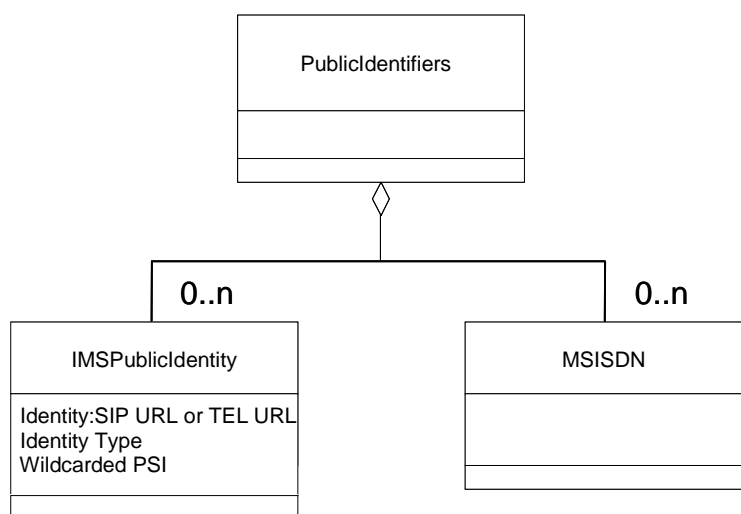 PublicIdentifiers
0..n
0..n
IMSPublicIdentity
MSISDN
Identity:SIP URL or TEL URL
Identity Type
Wildcarded PSI